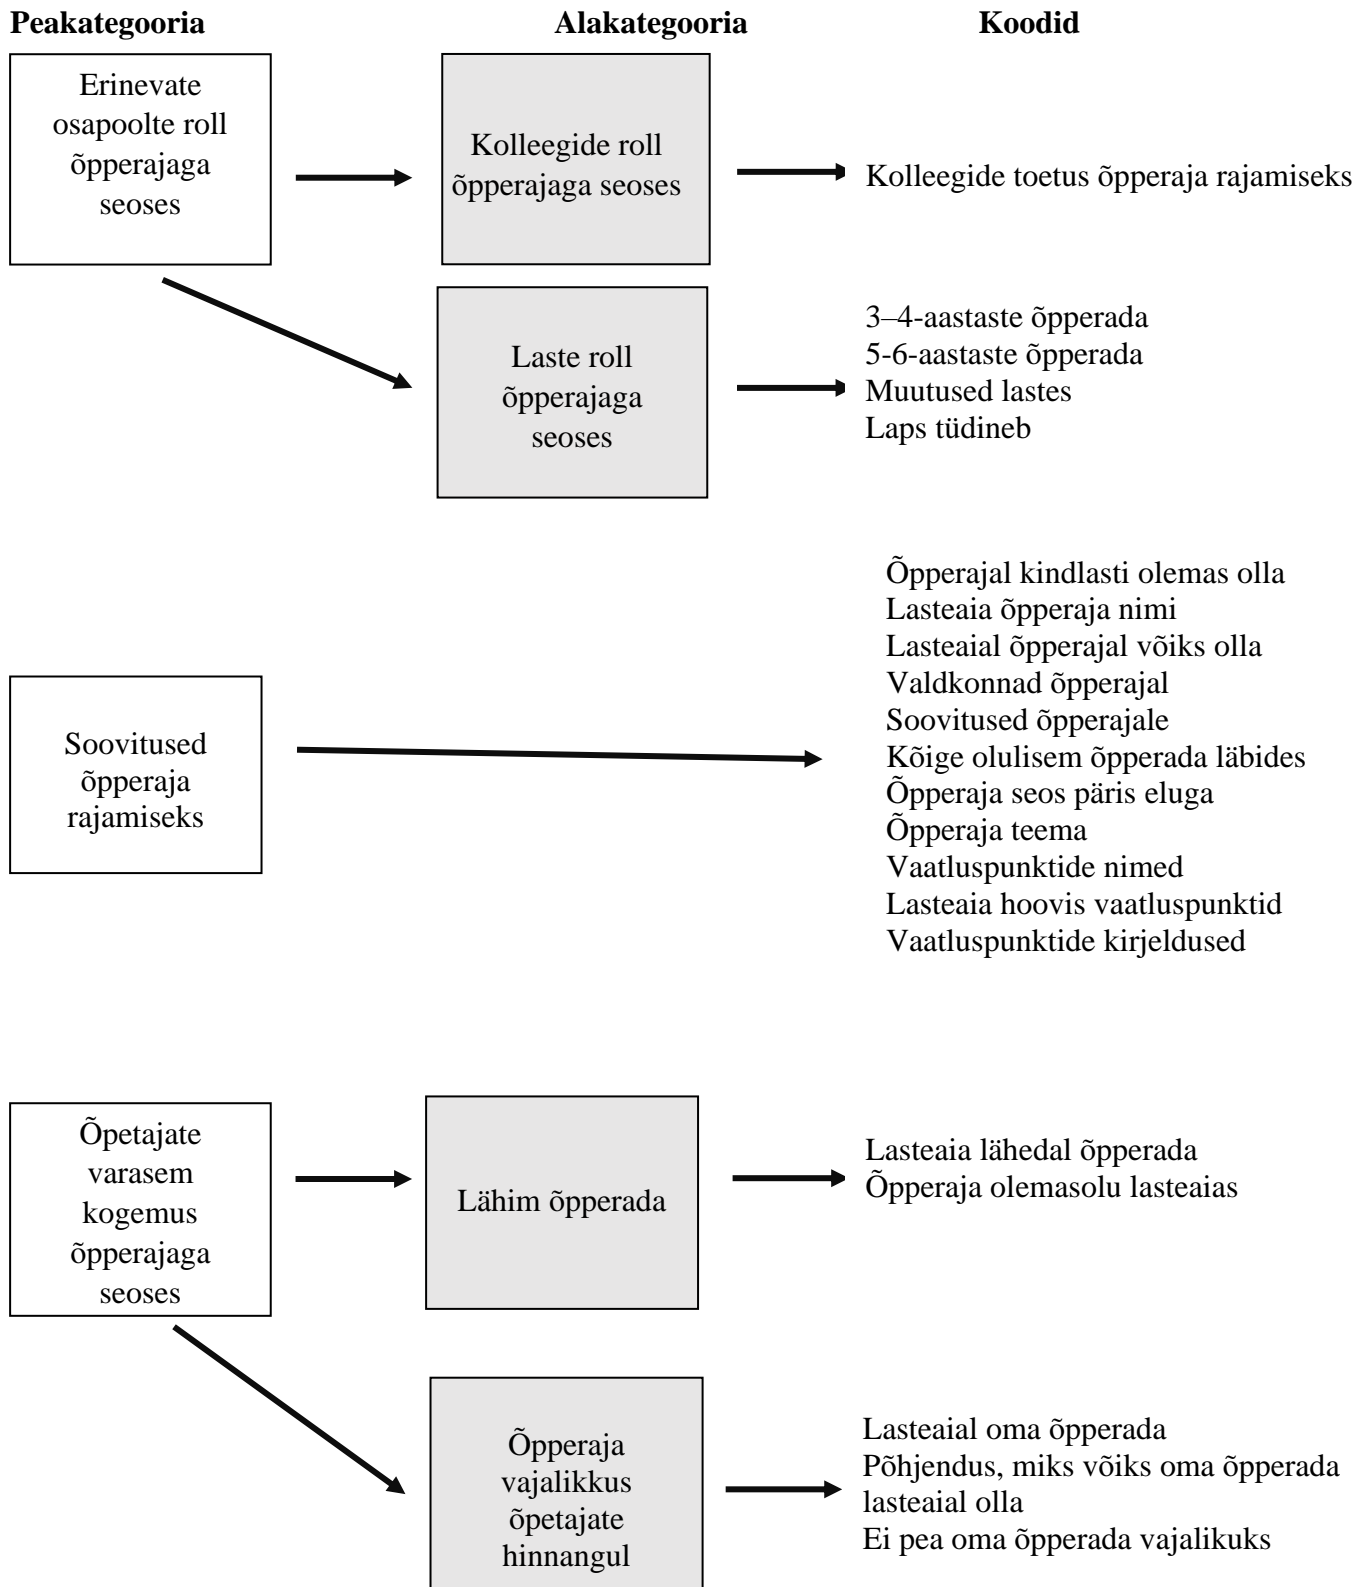 Peakategooria Alakategooria Koodid
Erinevate
osapoolte roll
õpperajaga
seoses
Kolleegide roll
õpperajaga seoses
Kolleegide toetus õpperaja rajamiseks
Laste roll
õpperajaga
seoses
3–4-aastaste õpperada
5-6-aastaste õpperada
Muutused lastes
Laps tüdineb
Soovitused
õpperaja
rajamiseks
Õpperajal kindlasti olemas olla
Lasteaia õpperaja nimi
Lasteaial õpperajal võiks olla
Valdkonnad õpperajal
Soovitused õpperajale
Kõige olulisem õpperada läbides
Õpperaja seos päris eluga
Õpperaja teema
Vaatluspunktide nimed
Lasteaia hoovis vaatluspunktid
Vaatluspunktide kirjeldused
Õpetajate
varasem
kogemus
õpperajaga
seoses
Lähim õpperada
Lasteaia lähedal õpperada
Õpperaja olemasolu lasteaias
Õpperaja
vajalikkus
õpetajate
hinnangul
Lasteaial oma õpperada
Põhjendus, miks võiks oma õpperada
lasteaial olla
Ei pea oma õpperada vajalikuks